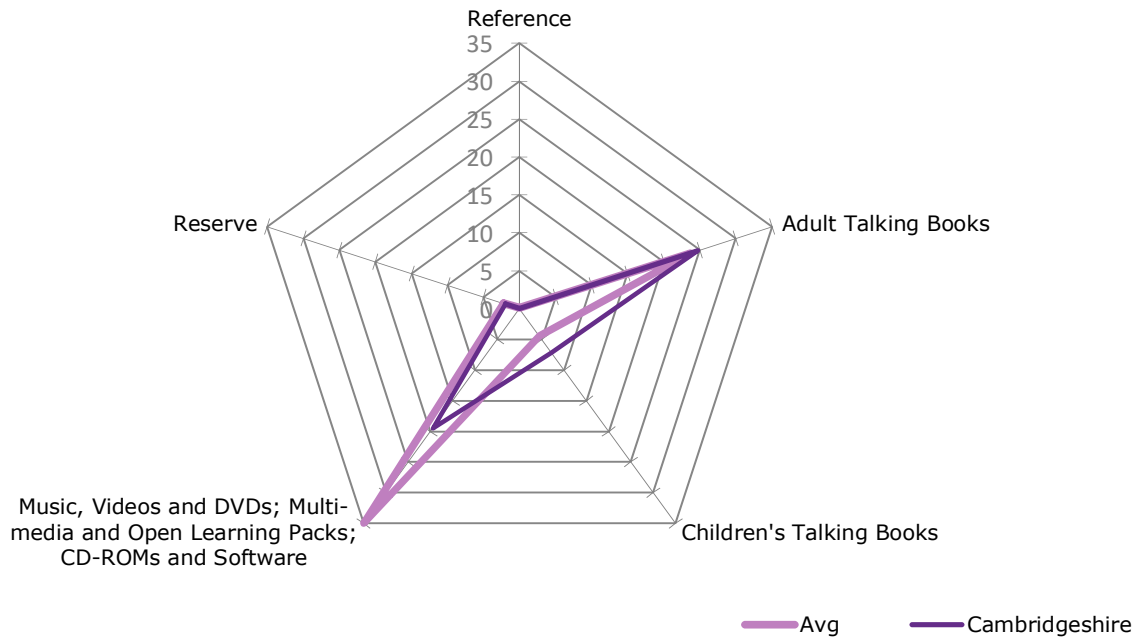 Reference
35
30
25
20
15
10
5
0
Reserve
Adult Talking Books
Music, Videos and DVDs; Multi-
media and Open Learning Packs;
CD-ROMs and Software
Children's Talking Books
Avg
Cambridgeshire